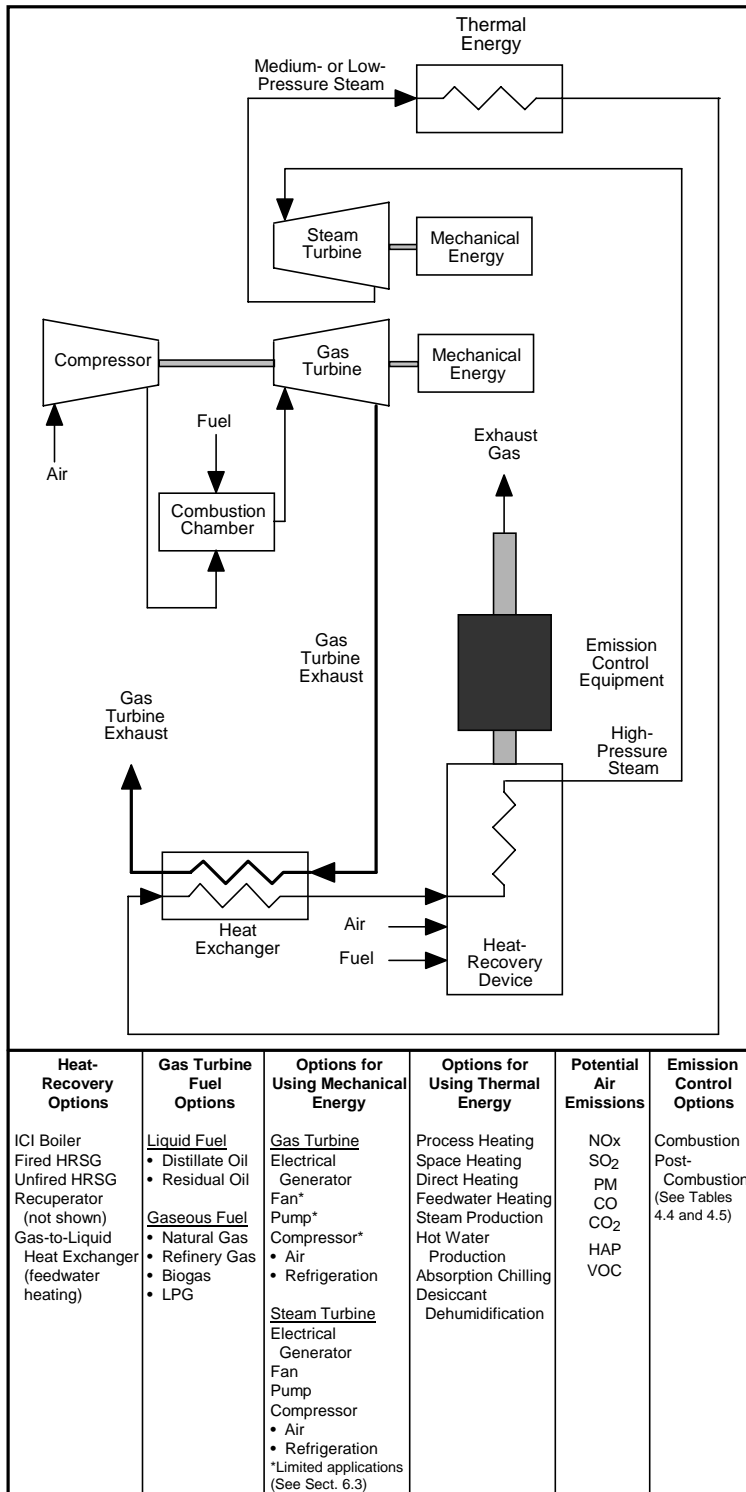 Thermal
Energy
Medium- or Low-
Pressure Steam
Steam
Turbine
Mechanical
Energy
Compressor
Gas
Turbine
Mechanical
Energy
Fuel
Air
Combustion
Chamber
Exhaust
Gas
Gas
Turbine
Exhaust
Emission
Control
Equipment
Gas
Turbine
Exhaust
High-
Pressure
Steam
Heat
Exchanger
Air
Fuel
Heat-
Recovery
Device
Heat-
Recovery
Options
ICI Boiler
Fired HRSG
Unfired HRSG
Recuperator
(not shown)
Gas-to-Liquid
Heat Exchanger
(feedwater
heating)
Gas Turbine
Fuel
Options
Liquid Fuel
• Distillate Oil
• Residual Oil
Gaseous Fuel
• Natural Gas
• Refinery Gas
• Biogas
• LPG
Options for
Using Mechanical
Energy
Gas Turbine
Electrical
Generator
Fan*
Pump*
Compressor*
• Air
• Refrigeration
Steam Turbine
Electrical
Generator
Fan
Pump
Compressor
• Air
• Refrigeration
*Limited applications
(See Sect. 6.3)
Options for
Using Thermal
Energy
Process Heating
Space Heating
Direct Heating
Feedwater Heating
Steam Production
Hot Water
Production
Absorption Chilling
Desiccant
Dehumidification
Potential
Air
Emissions
NOx
SO2
PM
CO
CO2
HAP
VOC
Emission
Control
Options
Combustion
Post-
Combustion
(See Tables
4.4 and 4.5)